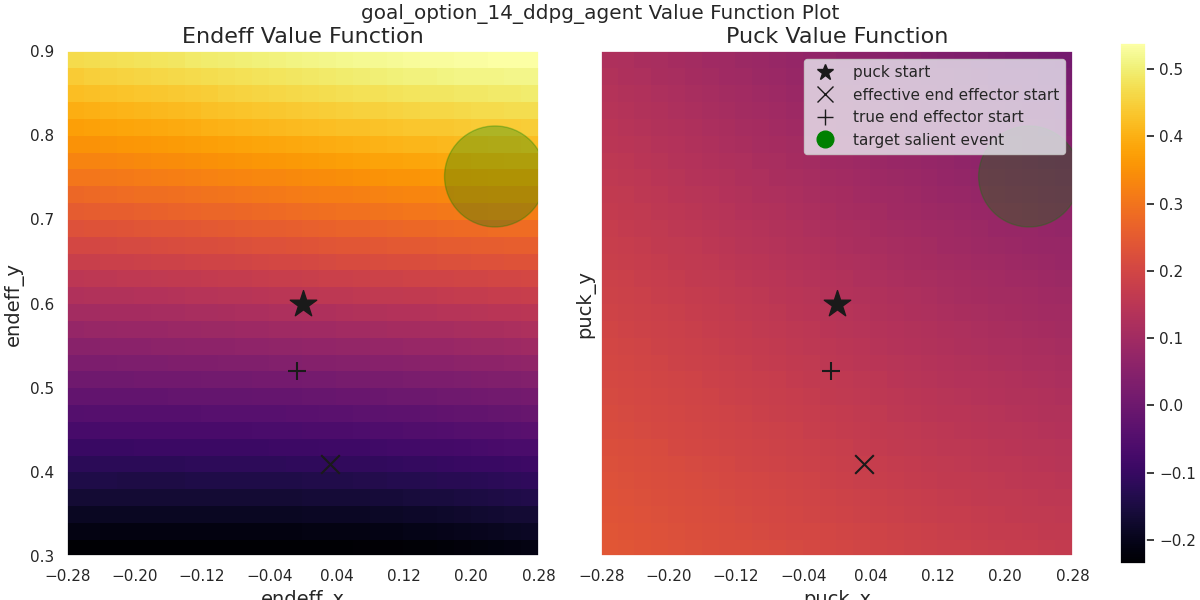 goal_option_14_ddpg_agent Value Function Plot
Endeff Value Function
Puck Value Function
puck start
effective end effector start
true end effector start
target salient event
endeff_y
0.9
0.8
0.7
0.6
0.5
0.4
0.3
−0.28 −0.20 −0.12 −0.04 0.04 0.12 0.20 0.28
endeff_x
puck_y
−0.28 −0.20 −0.12 −0.04 0.04 0.12 0.20 0.28
puck_x
0.5
0.4
0.3
0.2
0.1
0.0
−0.1
−0.2